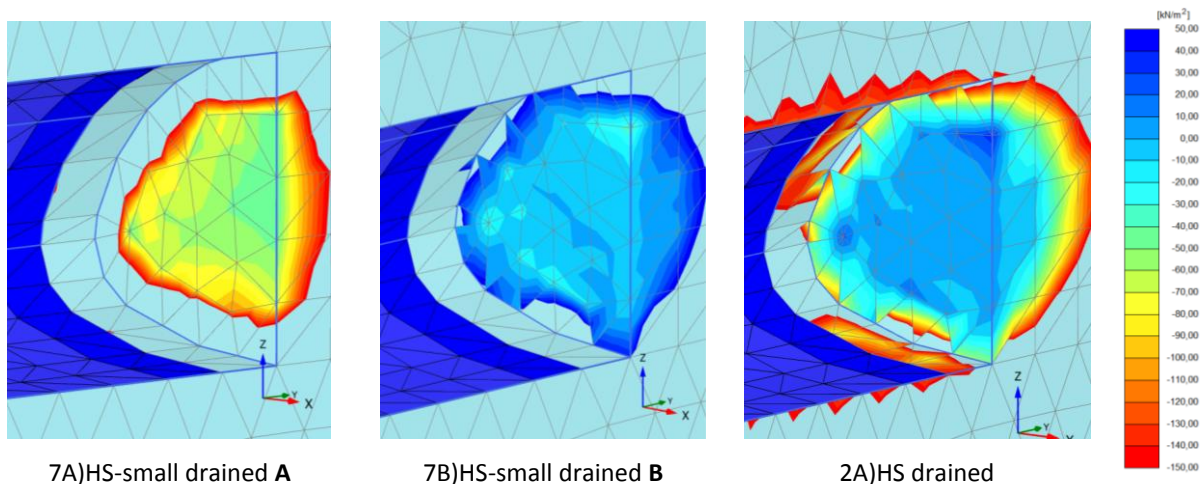 [kN/m²]
50,00
40,00
30,00
20,00
10,00
0,00
-10,00
-20,00
-30,00
-40,00
-50,00
-60,00
-70,00
-80,00
-90,00
-100,00
-110,00
-120,00
-130,00
-140,00
-150,00
Z
Y
X
Z
Y
X
Z
Y
7A)HS-small drained A
7B)HS-small drained B
2A)HS drained